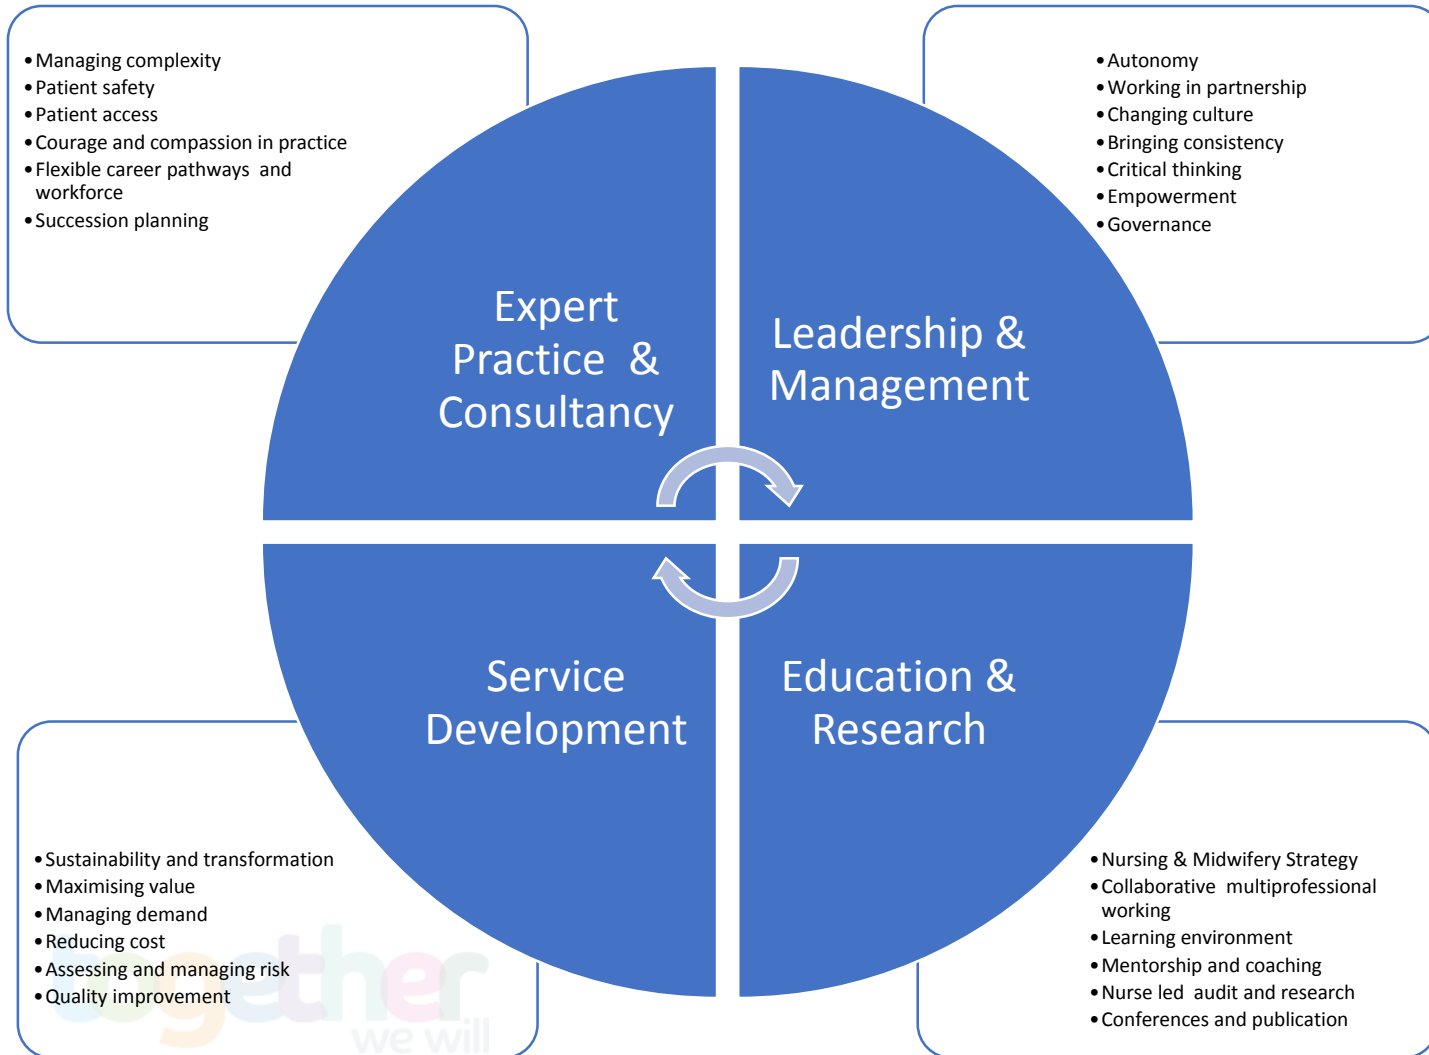 •Managing complexity
•Patient safety
•Patient access
•Courage and compassion in practice
•Flexible career pathways and
workforce
•Succession planning
•Autonomy
•Working in partnership
•Changing culture
•Bringing consistency
•Critical thinking
•Empowerment
•Governance
Expert
Practice &
Consultancy
Leadership &
Management
Service
Development
Education &
Research
•Sustainability and transformation
•Maximising value
•Managing demand
•Reducing cost
•Assessing and managing risk
•Quality improvement
together
we will
•Nursing & Midwifery Strategy
•Collaborative multiprofessional
working
•Learning environment
•Mentorship and coaching
•Nurse led audit and research
•Conferences and publication